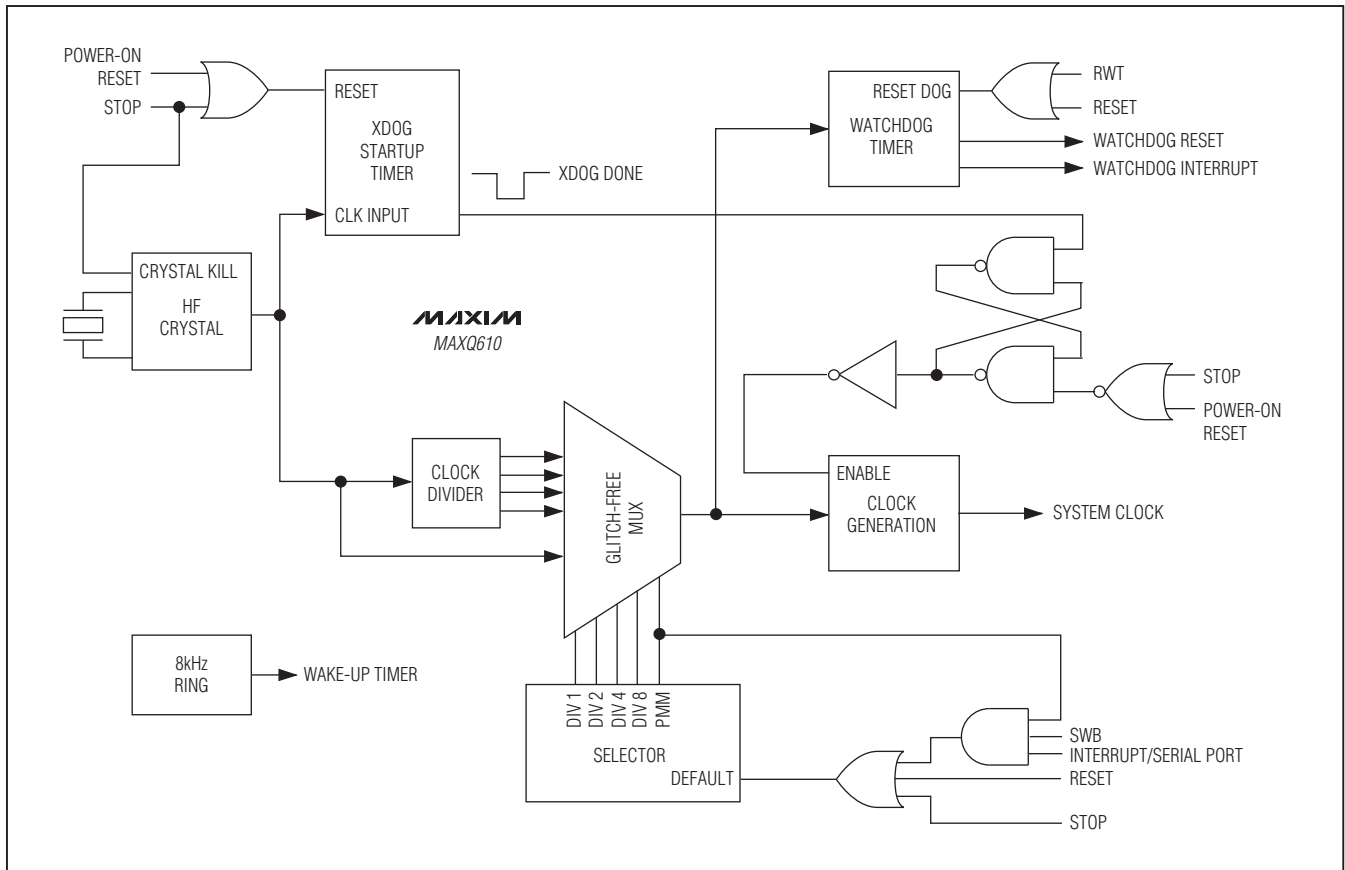 POWER-ON
RESET
STOP
RESET
XDOG
STARTUP
TIMER
CLK INPUT
XDOG DONE
RESET DOG
WATCHDOG
TIMER
RWT
RESET
WATCHDOG RESET
WATCHDOG INTERRUPT
CRYSTAL KILL
HF
CRYSTAL
MAXIM
MAXQ610
STOP
POWER-ON
RESET
CLOCK
DIVIDER
GLITCH-FREE
MUX
ENABLE
CLOCK
GENERATION
SYSTEM CLOCK
8kHz
RING
WAKE-UP TIMER
DIV 1
DIV 2
DIV 4
DIV 8
PMM
SELECTOR
DEFAULT
SWB
INTERRUPT/SERIAL PORT
RESET
STOP